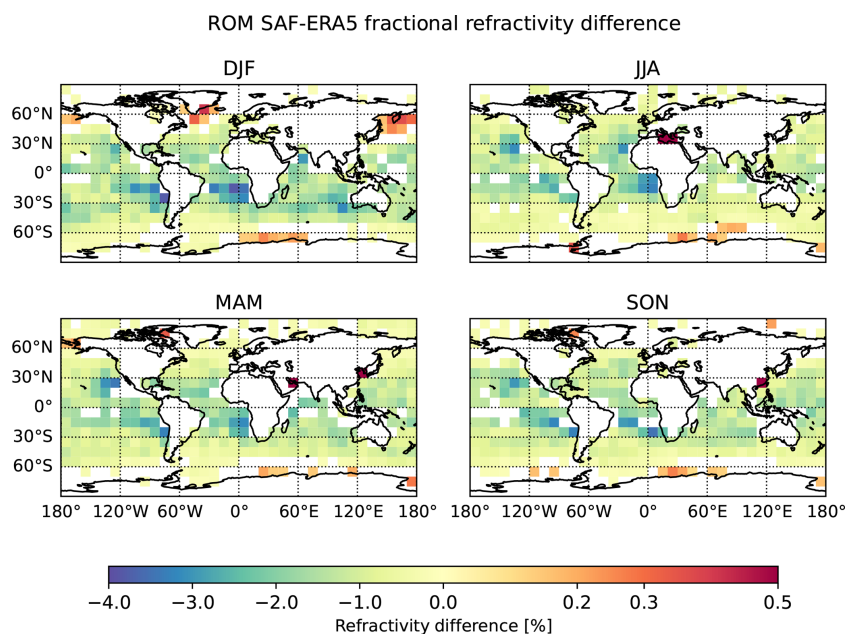 ROM SAF-ERA5 fractional refractivity difference
DJF
JJA
60°N
30°N
0°
30°S
60°S
MAM
SON
60°N
30°N
0°
30°S
60°S
180° 120°W 60°W 0° 60°E 120°E 180°
180° 120°W 60°W 0° 60°E 120°E 180°
−4.0 −3.0 −2.0 −1.0 0.0 0.2 0.3 0.5
Refractivity difference [%]